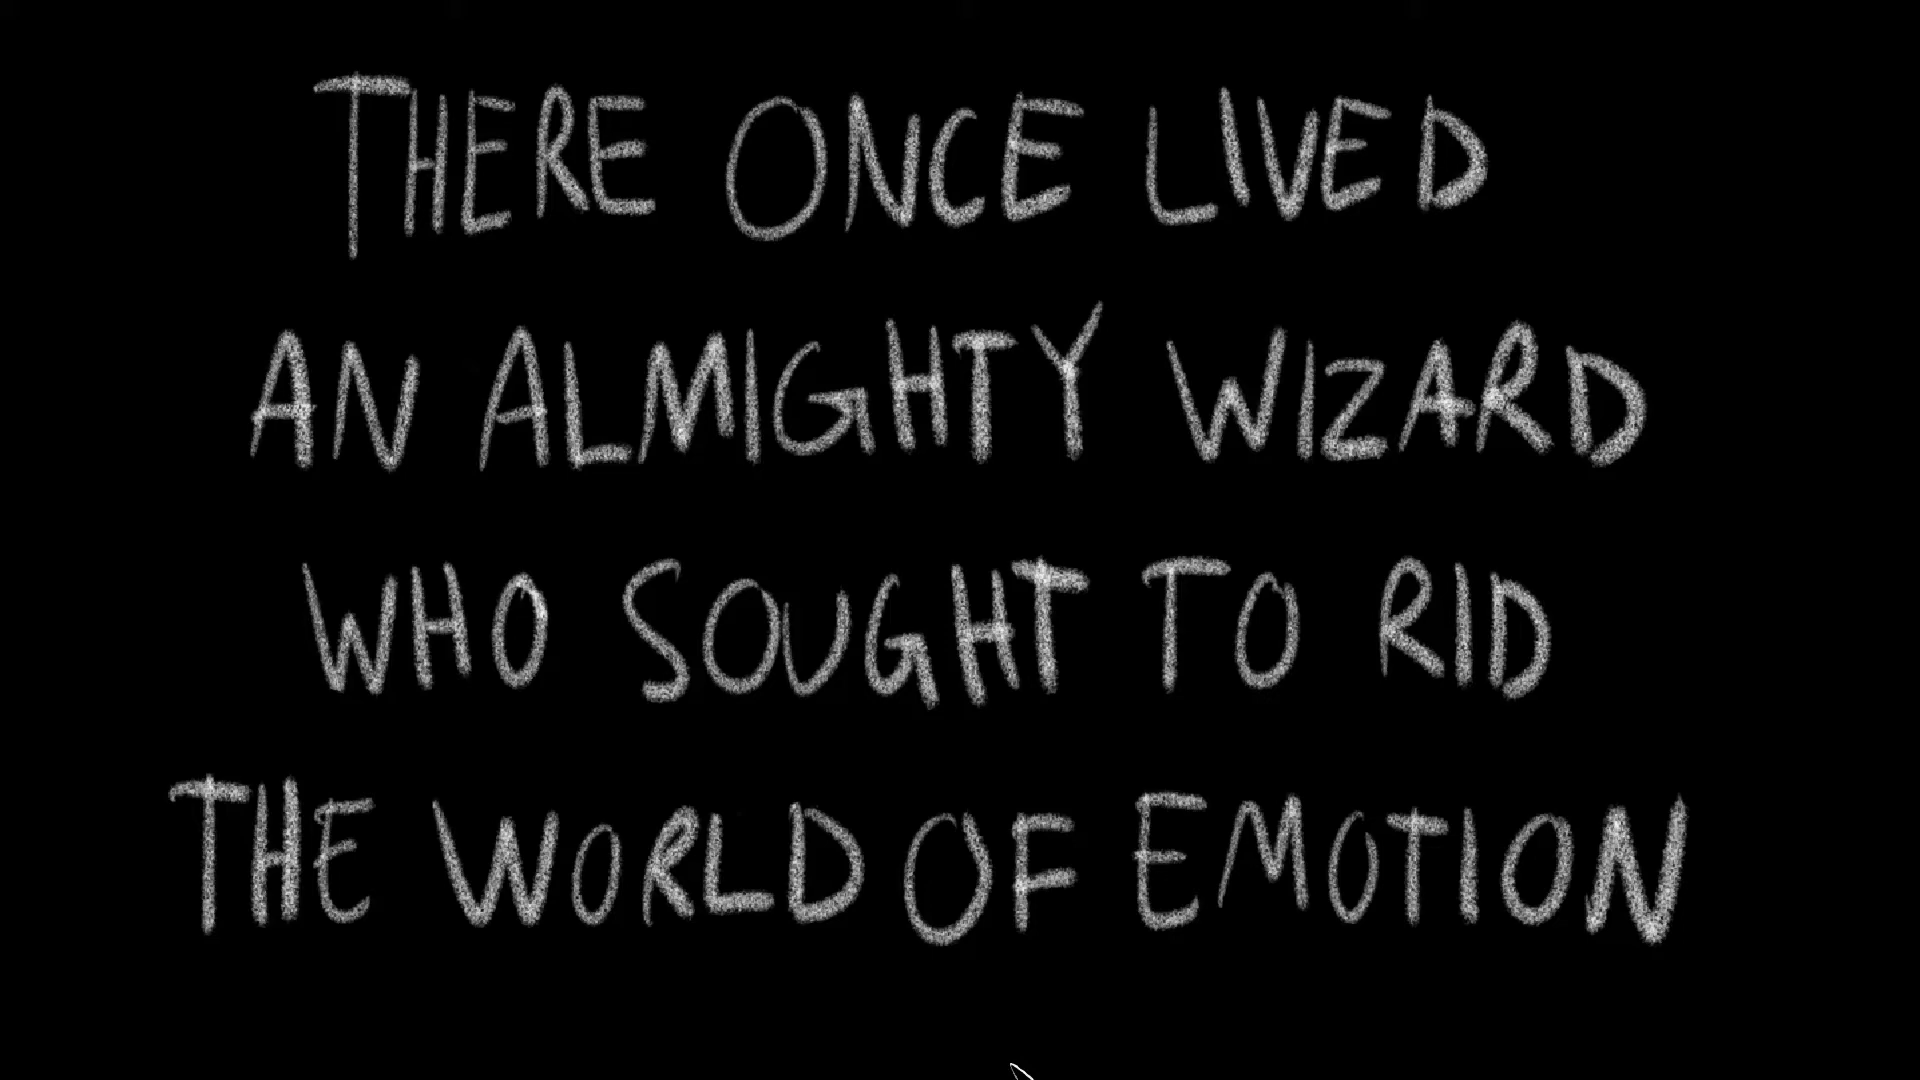 THERE ONCE LIVED
AN ALMIGHTY WIZARD
WHO SOUGHT TO RID
THE WORLD OF EMOTION